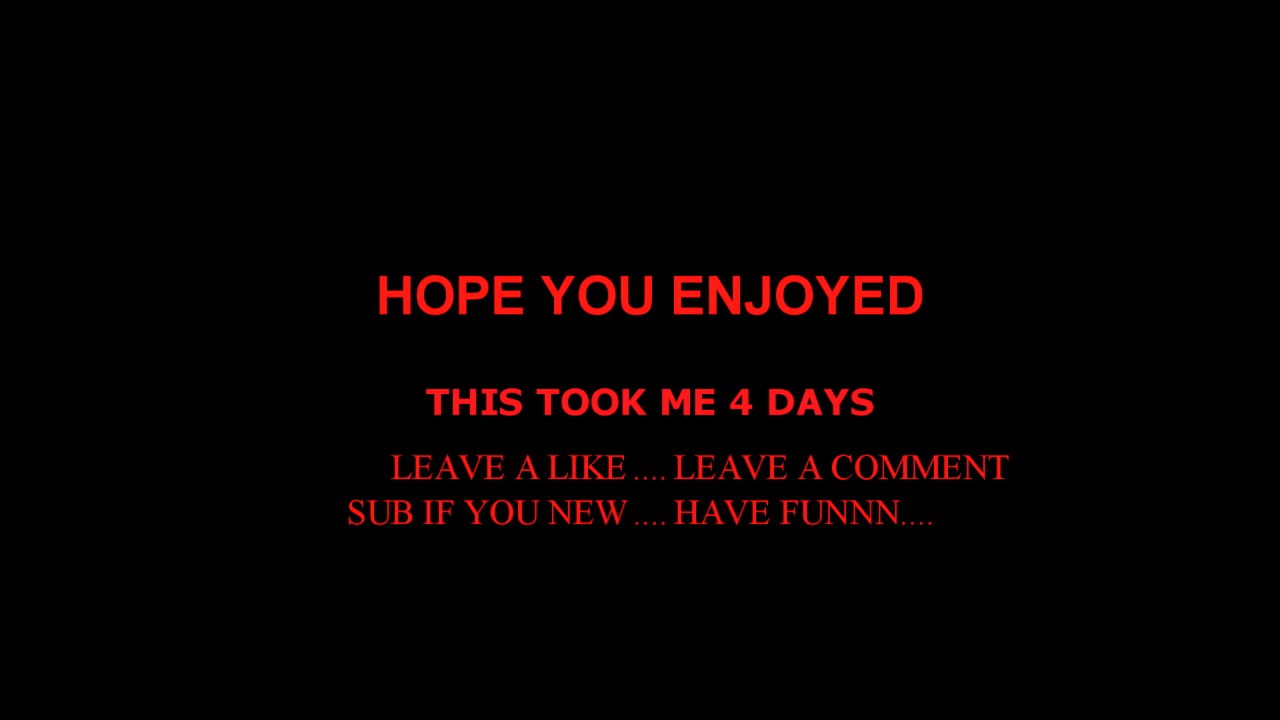 HOPE YOU ENJOYED
THIS TOOK ME 4 DAYS
LEAVE A LIKE .... LEAVE A COMMENT
SUB IF YOU NEW .... HAVE FUNNN....